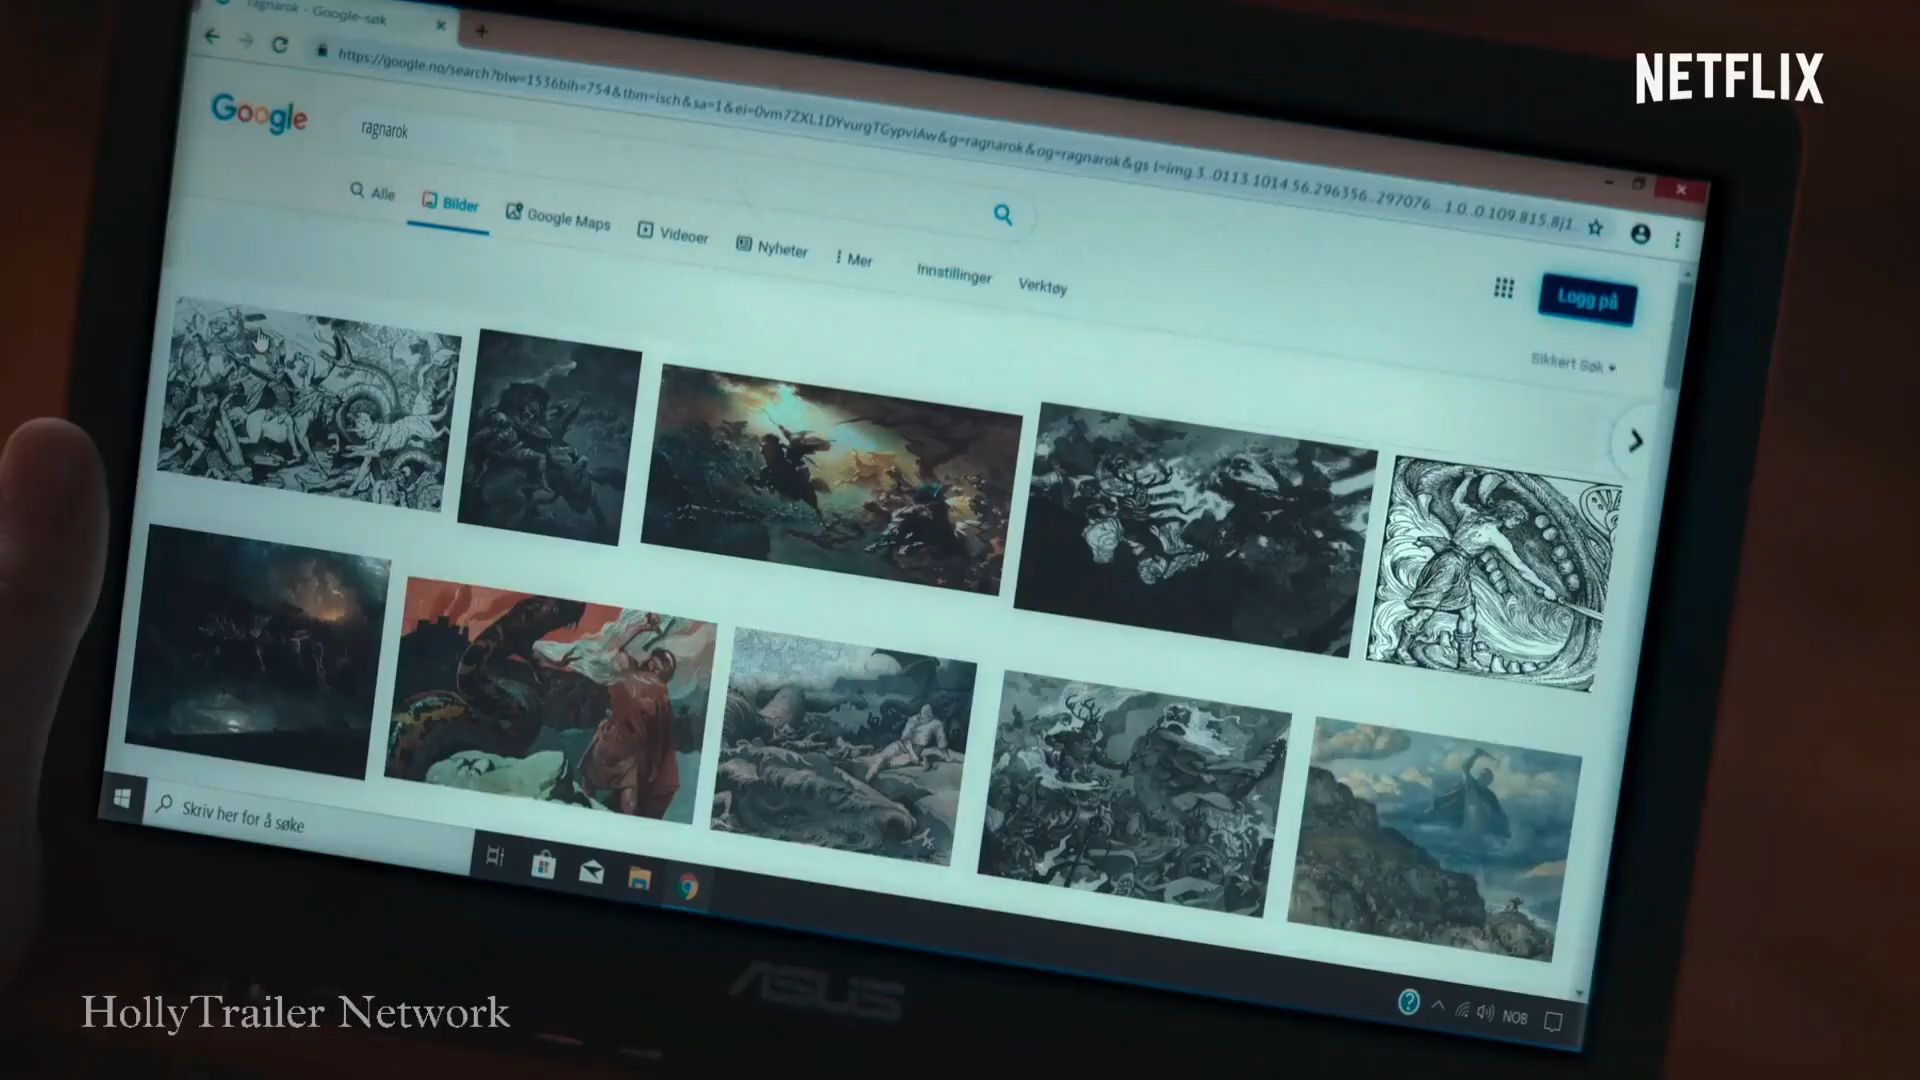 ragnarok - Google-søk
NETFLIX
https://google.no/search?blw=1536bih=754&tbm=isch&sa=1&ei=0vm7ZXL1DYvurgTGypviAw&g=ragnarok&og=ragnarok&gs l=img.3..0113.1014.56.296356..297076...1.0..0.109.815.8j1..
Google
ragnarok
Alle
Bilder
Google Maps
Videoer
Nyheter
Mer
Innstillinger
Verktøy
Logg på
Sikkert Søk
Skriv her for å søke
ASUS
NOB
HollyTrailer Network